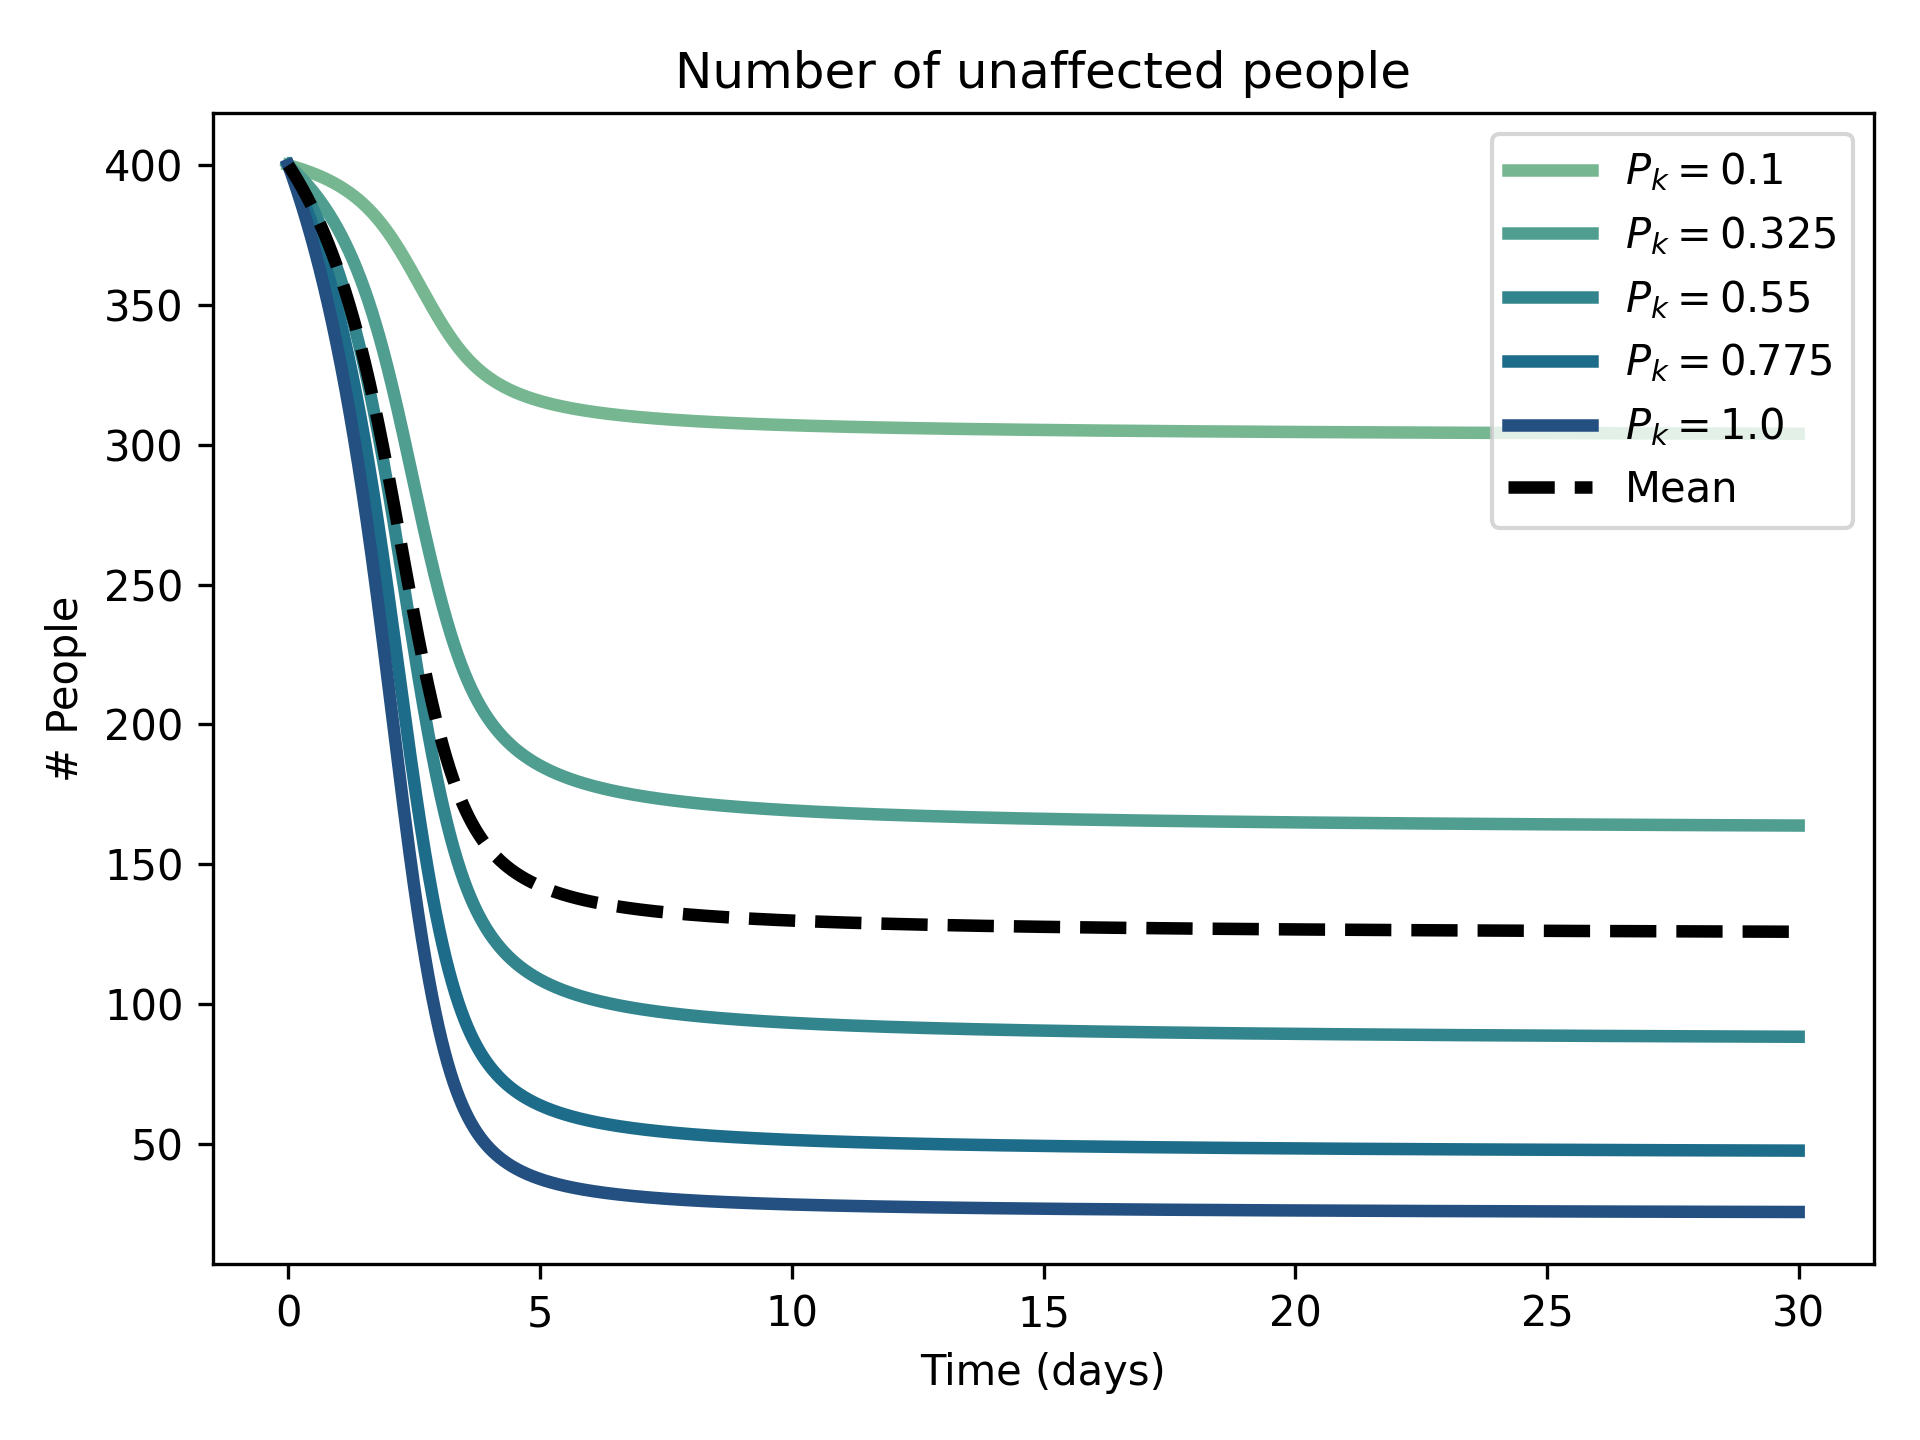 Number of unaffected people
P_k = 0.1
P_k = 0.325
P_k = 0.55
P_k = 0.775
P_k = 1.0
Mean
400
350
300
250
200
150
100
50
# People
0 5 10 15 20 25 30
Time (days)